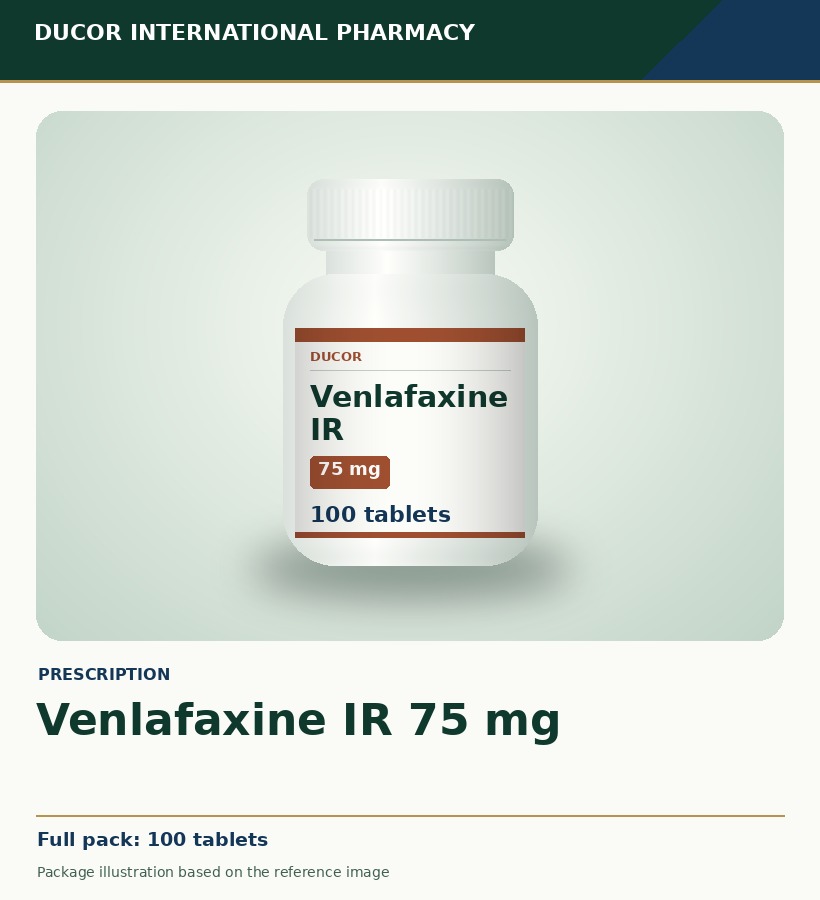 DUCOR INTERNATIONAL PHARMACY
DUCOR
Venlafaxine
IR
75 mg
100 tablets
PRESCRIPTION
Venlafaxine IR 75 mg
Full pack: 100 tablets
Package illustration based on the reference image